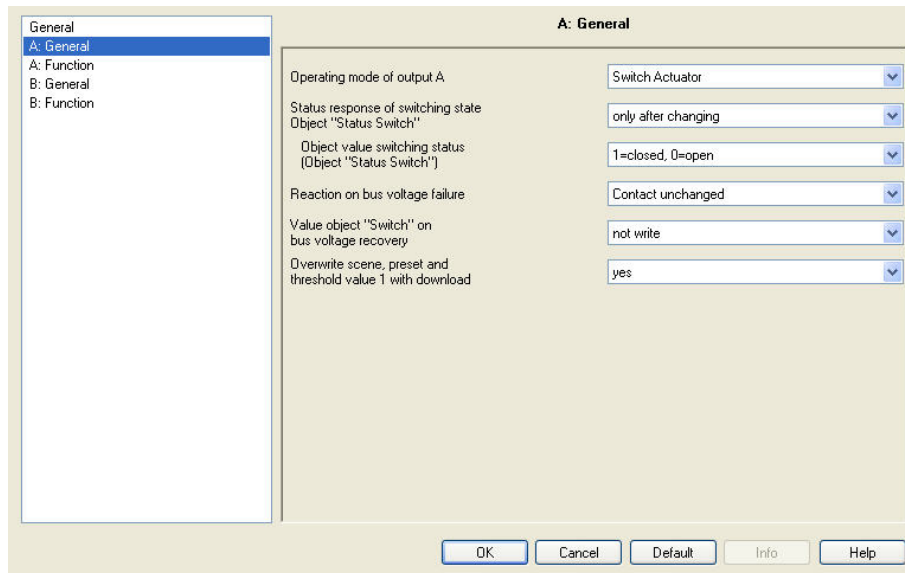 General
A: General
A: Function
B: General
B: Function
A: General
Operating mode of output A
Switch Actuator
Status response of switching state
Object "Status Switch"
only after changing
Object value switching status
(Object "Status Switch")
1=closed, 0=open
Reaction on bus voltage failure
Contact unchanged
Value object "Switch" on
bus voltage recovery
not write
Overwrite scene, preset and
threshold value 1 with download
yes
OK
Cancel
Default
Info
Help